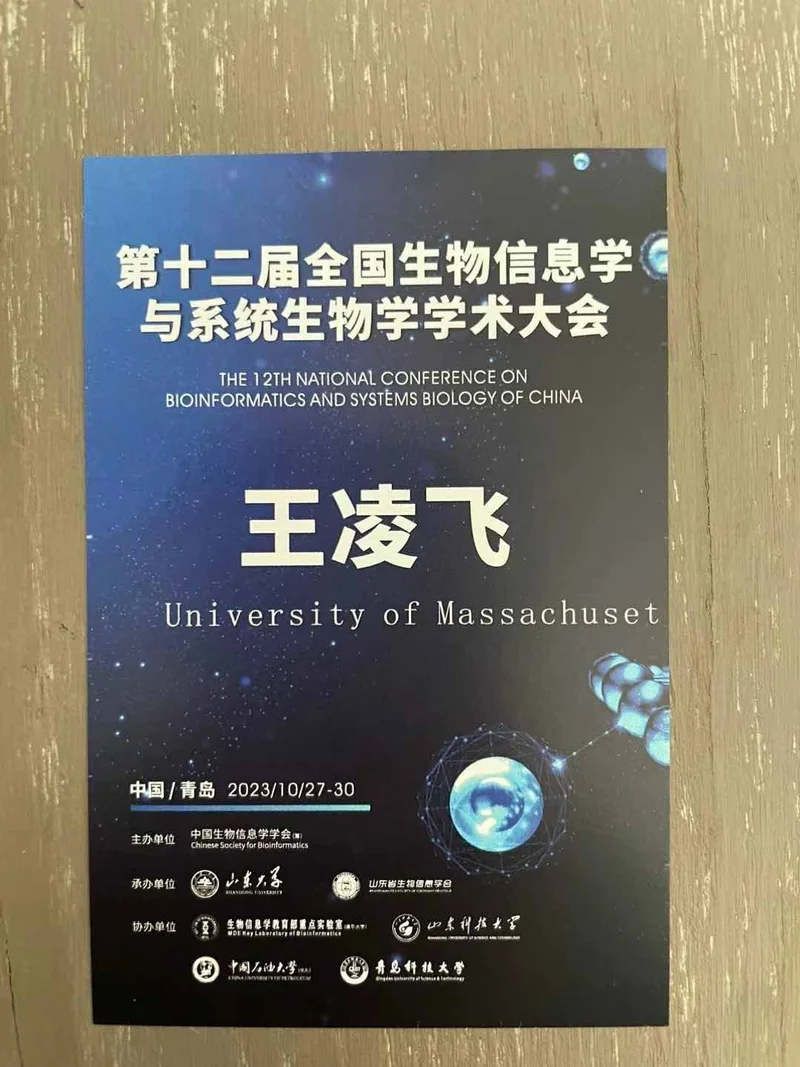 第十二届全国生物信息学
与系统生物学学术大会
THE 12TH NATIONAL CONFERENCE ON
BIOINFORMATICS AND SYSTEMS BIOLOGY OF CHINA
王凌飞
University of Massachuset
中国/青岛 2023/10/27-30
主办单位 中国生物信息学学会(筹)
Chinese Society for Bioinformatics
承办单位 山东大学 山东省生物信息学会
SHANDONG UNIVERSITY
协办单位 生物信息学教育部重点实验室(清华大学) 山东科技大学
MOE Key Laboratory of Bioinformatics SHANDONG UNIVERSITY OF SCIENCE AND TECHNOLOGY
中国石油大学(华东) 青岛科技大学
CHINA UNIVERSITY OF PETROLEUM Qingdao University of Science & Technology